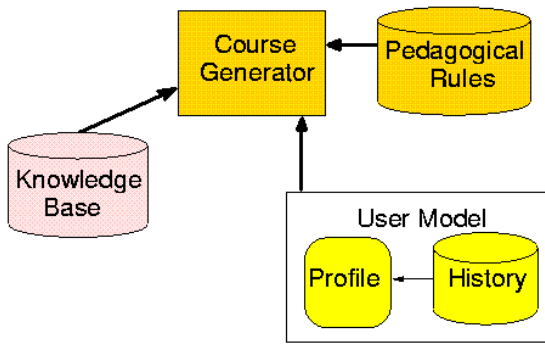 Course
Generator
Pedagogical
Rules
Knowledge
Base
User Model
Profile
History